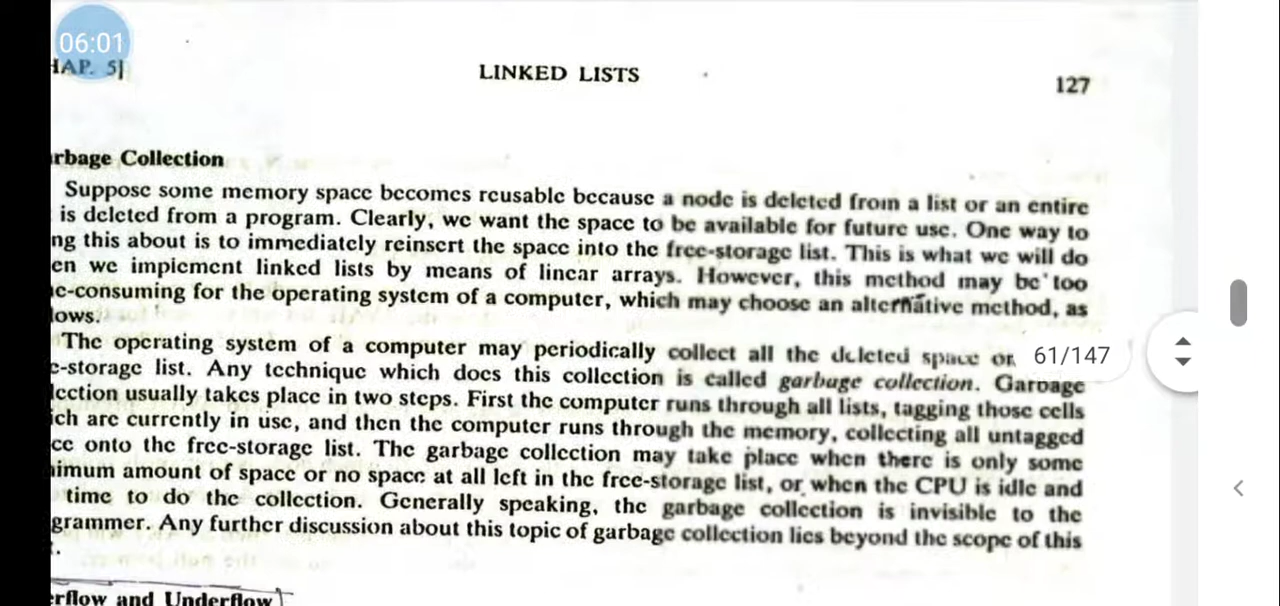 06:01
HAP. 5]
LINKED LISTS
127
rbage Collection
Suppose some memory space becomes reusable because a node is deleted from a list or an entire
is deleted from a program. Clearly, we want the space to be available for future use. One way to
ng this about is to immediately reinsert the space into the free-storage list. This is what we will do
en we implement linked lists by means of linear arrays. However, this method may be too
e-consuming for the operating system of a computer, which may choose an alternative method, as
lows.
The operating system of a computer may periodically collect all the deleted space on
61/147
e-storage list. Any technique which does this collection is called garbage collection. Garbage
lection usually takes place in two steps. First the computer runs through all lists, tagging those cells
ich are currently in use, and then the computer runs through the memory, collecting all untagged
ce onto the free-storage list. The garbage collection may take place when there is only some
nimum amount of space or no space at all left in the free-storage list, or when the CPU is idle and
time to do the collection. Generally speaking, the garbage collection is invisible to the
grammer. Any further discussion about this topic of garbage collection lies beyond the scope of this
.
erflow and Underflow